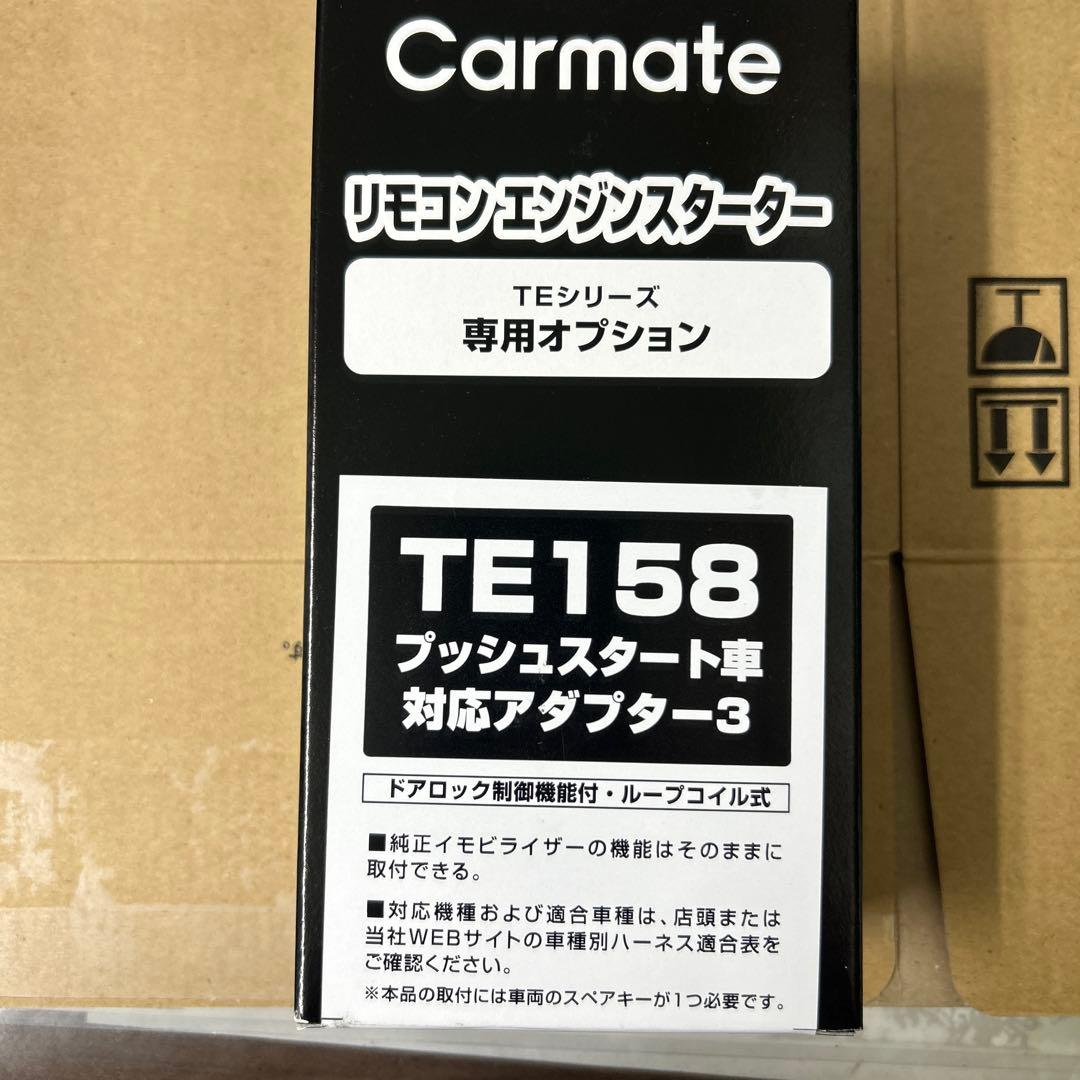 Carmate
リモコンエンジンスターター
TEシリーズ
専用オプション
TE158
プッシュスタート車
対応アダプター3
ドアロック制御機能付・ループコイル式
■純正イモビライザーの機能はそのままに
取付できる。
■対応機種および適合車種は、店頭または
当社WEBサイトの車種別ハーネス適合表を
ご確認ください。
※本品の取付には車両のスペアキーが1つ必要です。